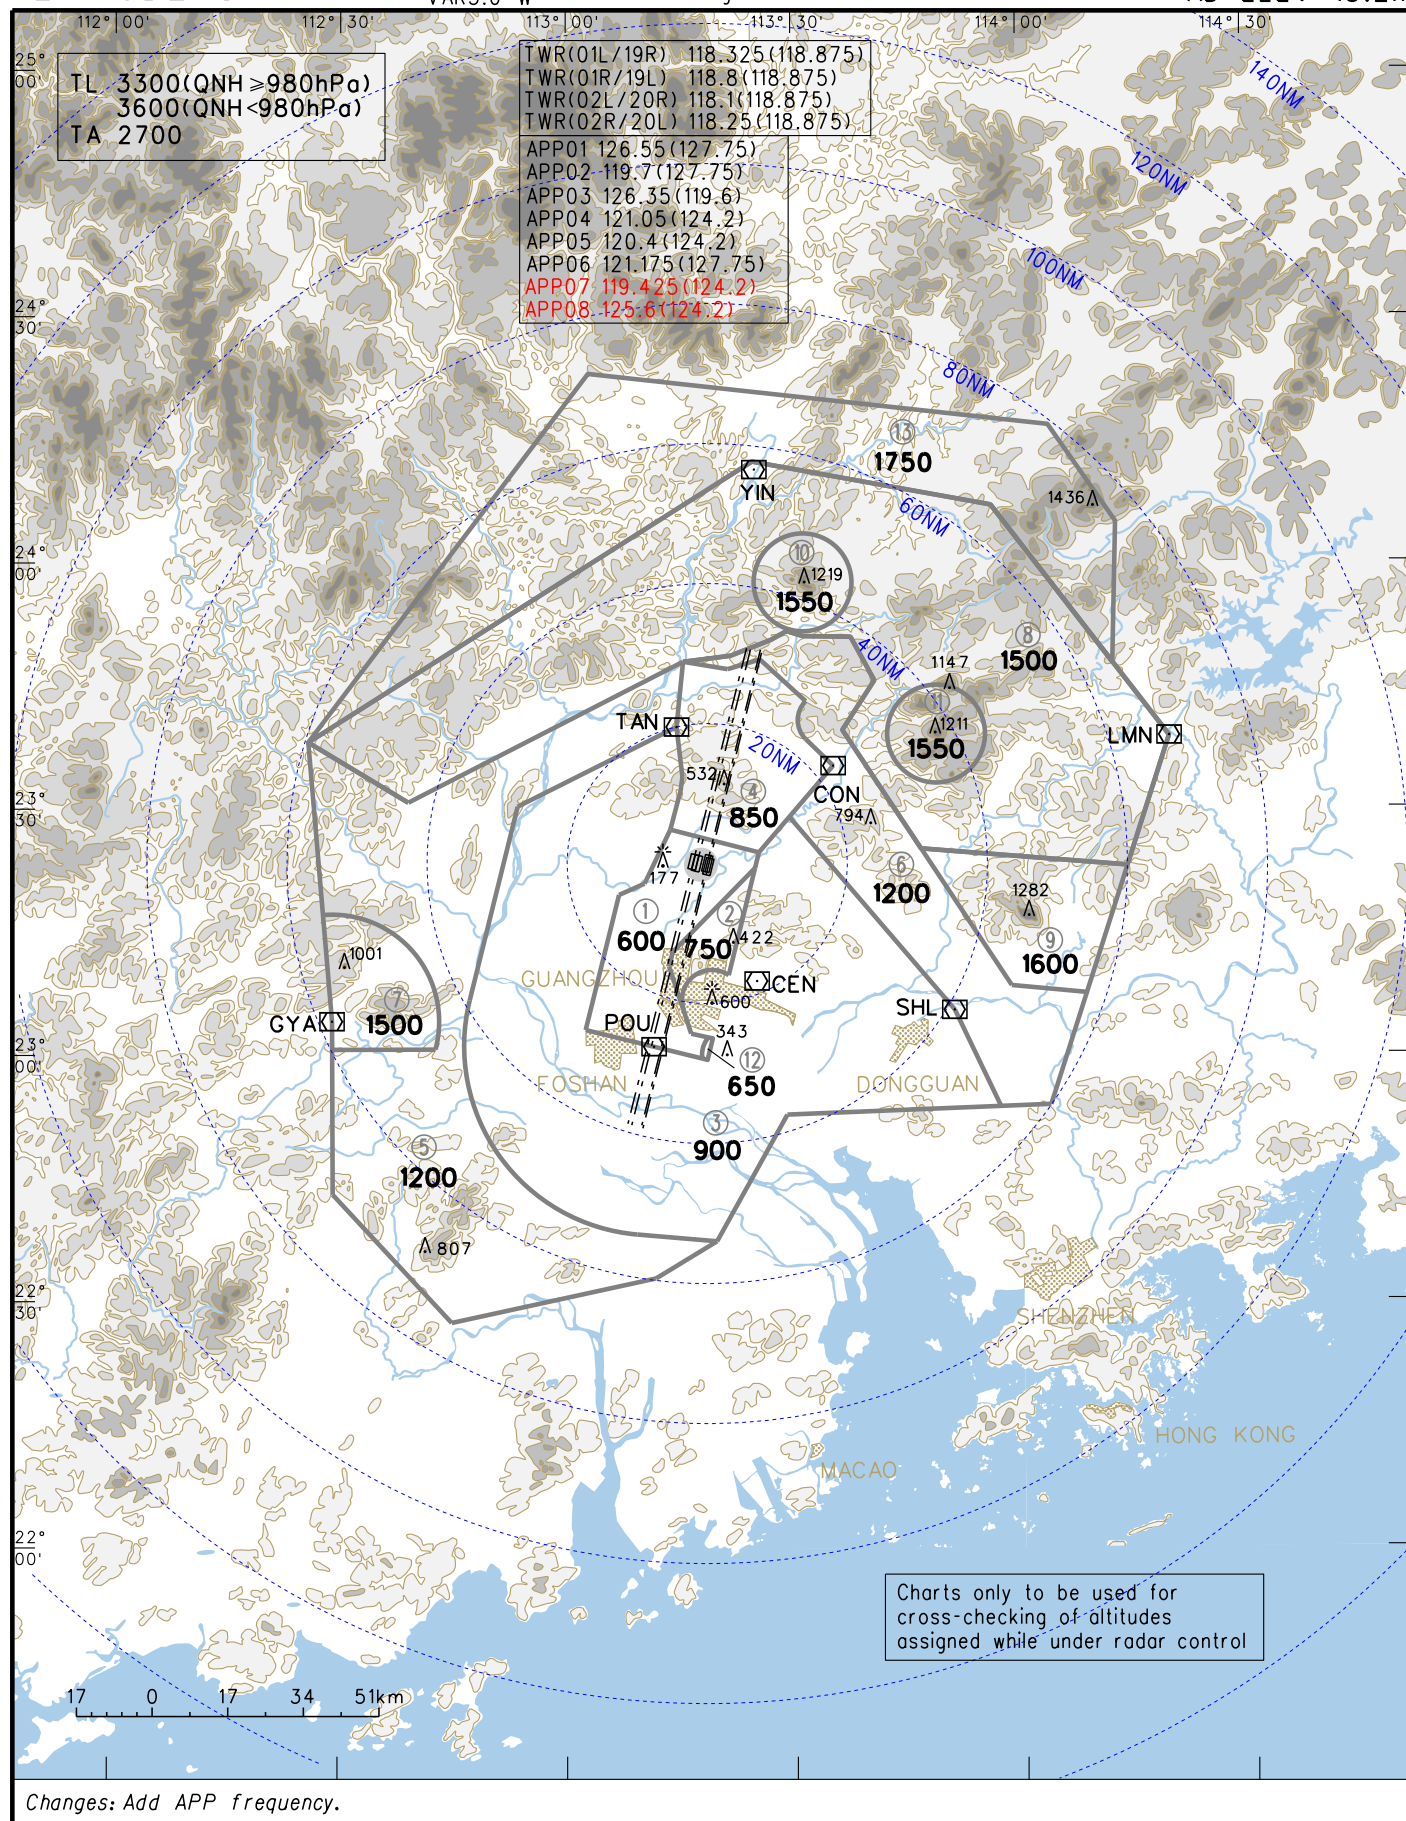 VAR3.0°W
112° 00'
112° 30'
113° 00'
113° 30'
114° 00'
114° 30'
25°
00'
TL 3300(QNH≥980hPa)
3600(QNH<980hPa)
TA 2700
TWR(01L/19R) 118.325(118.875)
TWR(01R/19L) 118.8(118.875)
TWR(02L/20R) 118.1(118.875)
TWR(02R/20L) 118.25(118.875)
APP01 126.55(127.75)
APP02 119.7(127.75)
APP03 126.35(119.6)
APP04 121.05(124.2)
APP05 120.4(124.2)
APP06 121.175(127.75)
APP07 119.425(124.2)
APP08 125.6(124.2)
140NM
120NM
100NM
80NM
60NM
40NM
20NM
24°
30'
13
1750
YIN
1436
24°
00'
10
1219
1550
8
1500
1147
1211
1550
TAN
LMN
532
CON
794
4
850
23°
30'
177
6
1200
1282
9
1600
1
600
2
750
422
1001
GUANGZHOU
CEN
600
7
1500
GYA
POU
343
SHL
12
650
23°
00'
FOSHAN
DONGGUAN
3
900
5
1200
807
22°
30'
SHENZHEN
HONG KONG
MACAO
22°
00'
Charts only to be used for
cross-checking of altitudes
assigned while under radar control
17 0 17 34 51km
Changes: Add APP frequency.